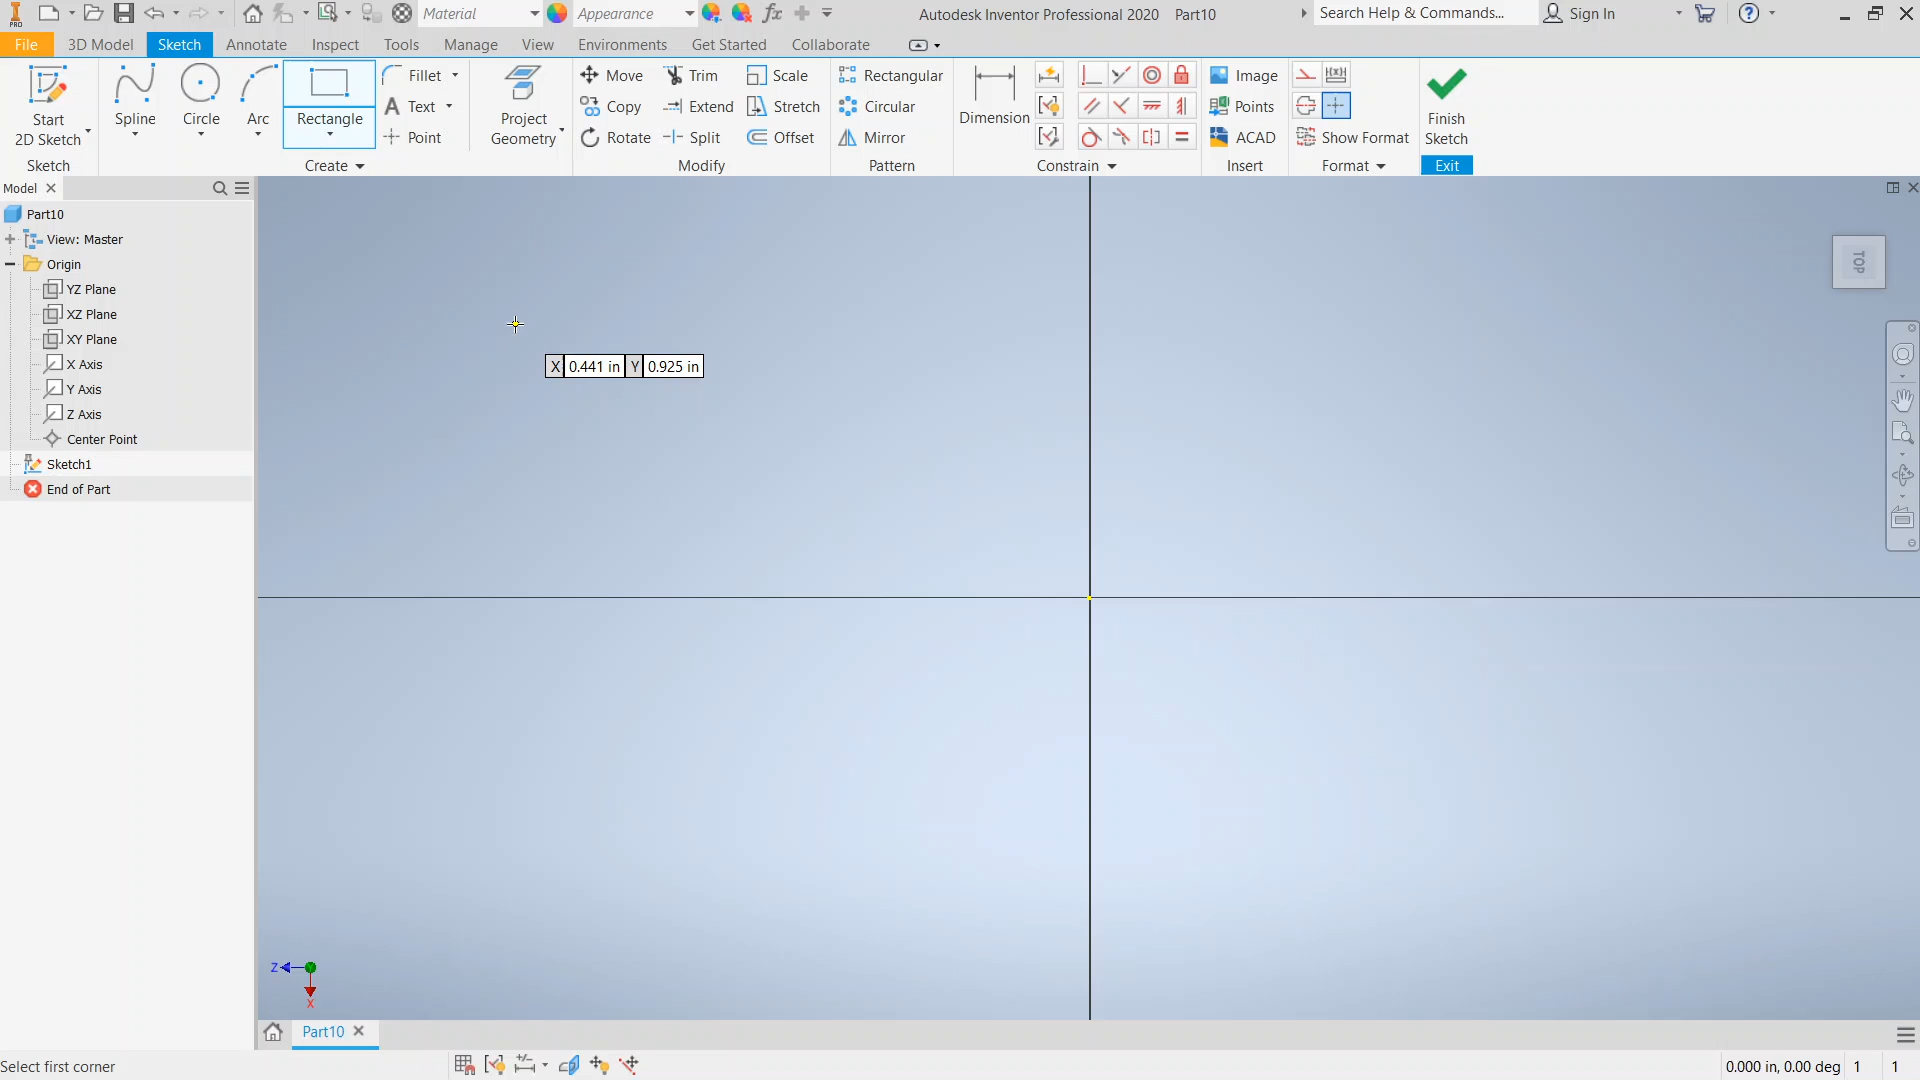 PRO
Material
Appearance
fx
Autodesk Inventor Professional 2020 Part10
Search Help & Commands...
Sign In
File 3D Model Sketch Annotate Inspect Tools Manage View Environments Get Started Collaborate
Start
2D Sketch
Sketch
Spline
Circle
Arc
Rectangle
Fillet
Text
Point
Create
Project
Geometry
Move
Copy
Rotate
Trim
Extend
Split
Scale
Stretch
Offset
Modify
Rectangular
Circular
Mirror
Pattern
Dimension
Constrain
Image
Points
ACAD
Insert
Show Format
Format
Finish
Sketch
Exit
Model
Part10
View: Master
Origin
YZ Plane
XZ Plane
XY Plane
X Axis
Y Axis
Z Axis
Center Point
Sketch1
End of Part
X 0.441 in Y 0.925 in
TOP
Z
X
Part10
Select first corner
0.000 in, 0.00 deg 1 1